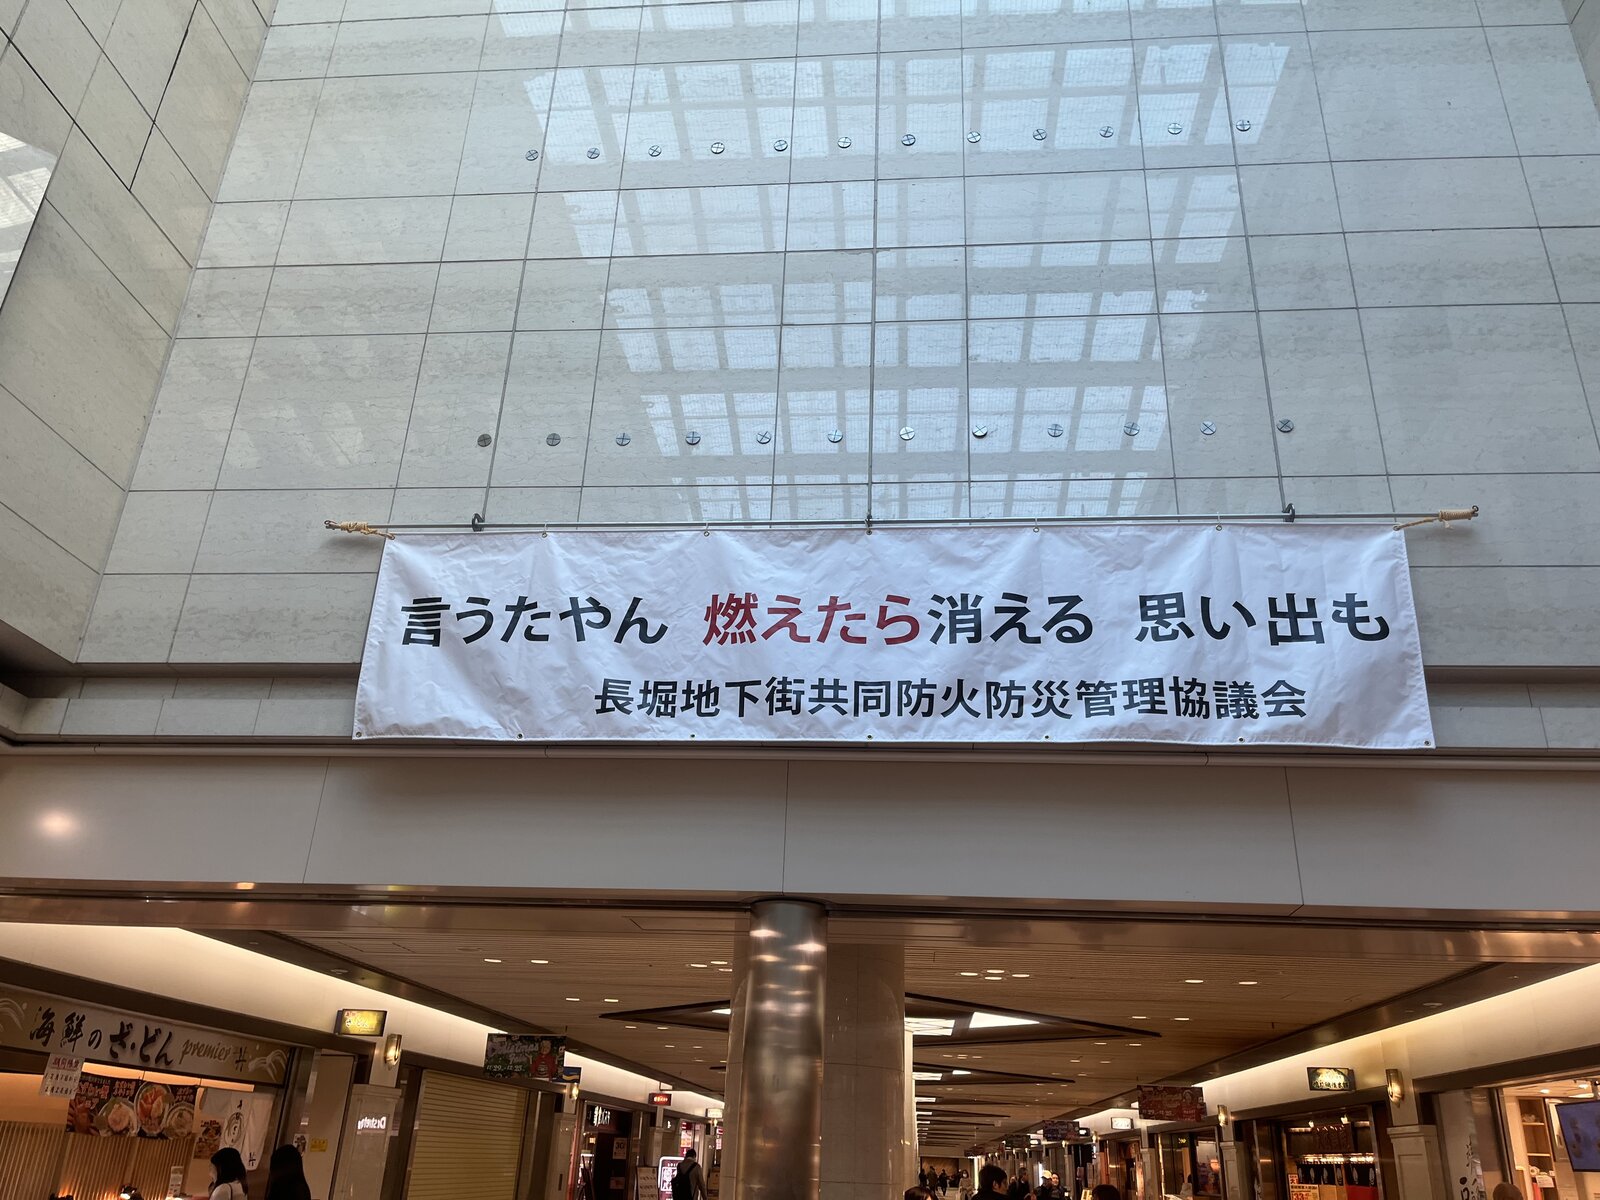 言うたやん 燃えたら消える 思い出も
長堀地下街共同防火防災管理協議会
海鮮のざ・どん premier 丼